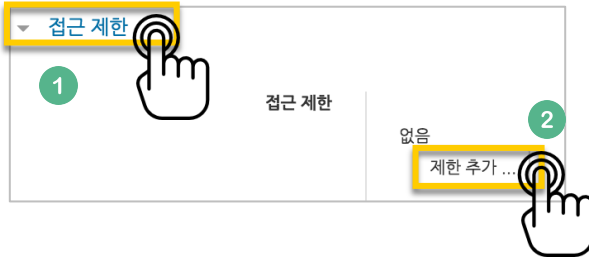 접근 제한
1
접근 제한
2
없음
제한 추가 ...